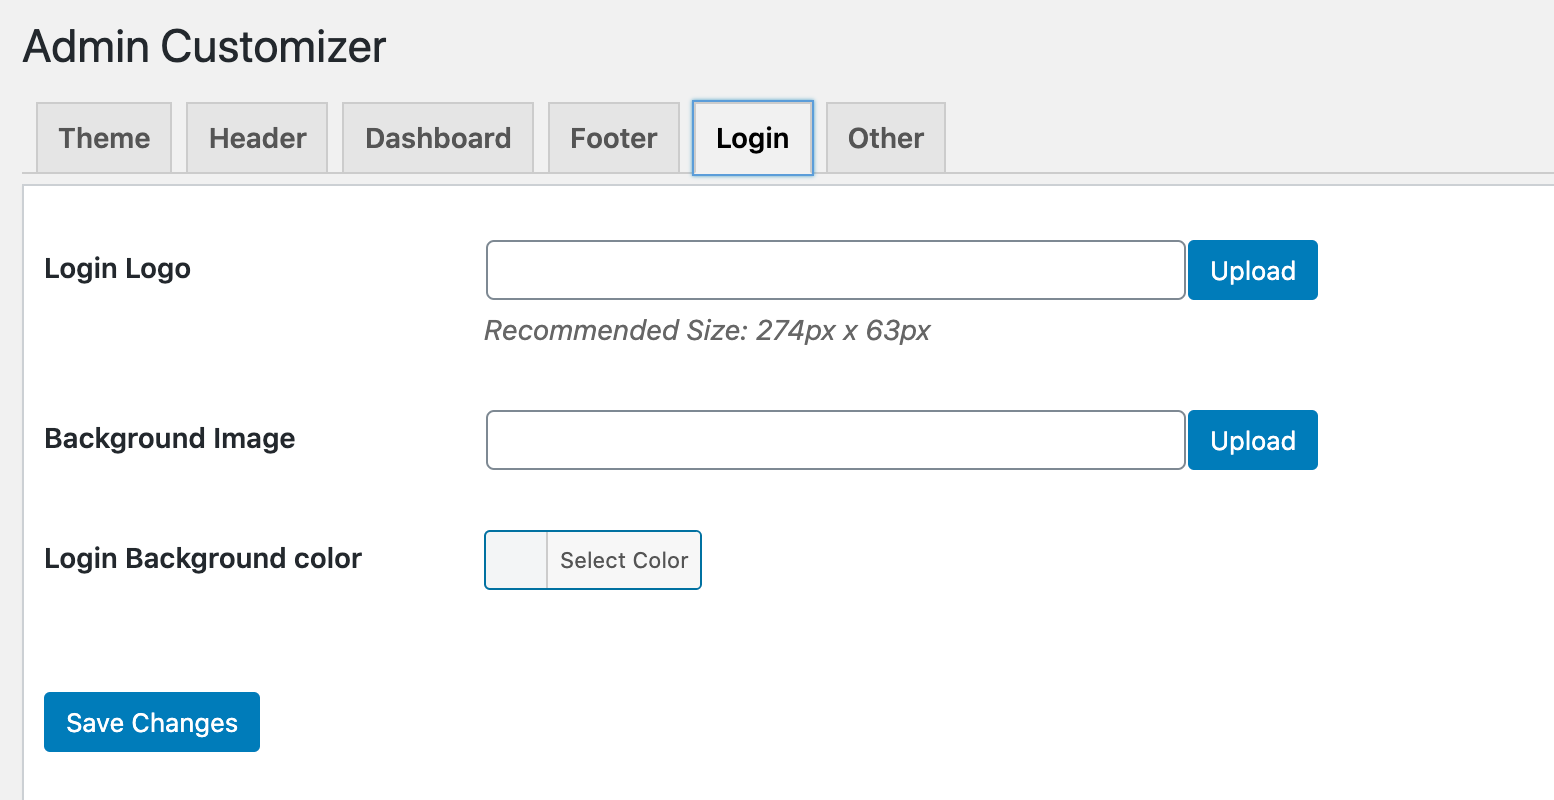 Admin Customizer
Theme Header Dashboard Footer Login Other
Login Logo Upload
Recommended Size: 274px x 63px
Background Image Upload
Login Background color Select Color
Save Changes